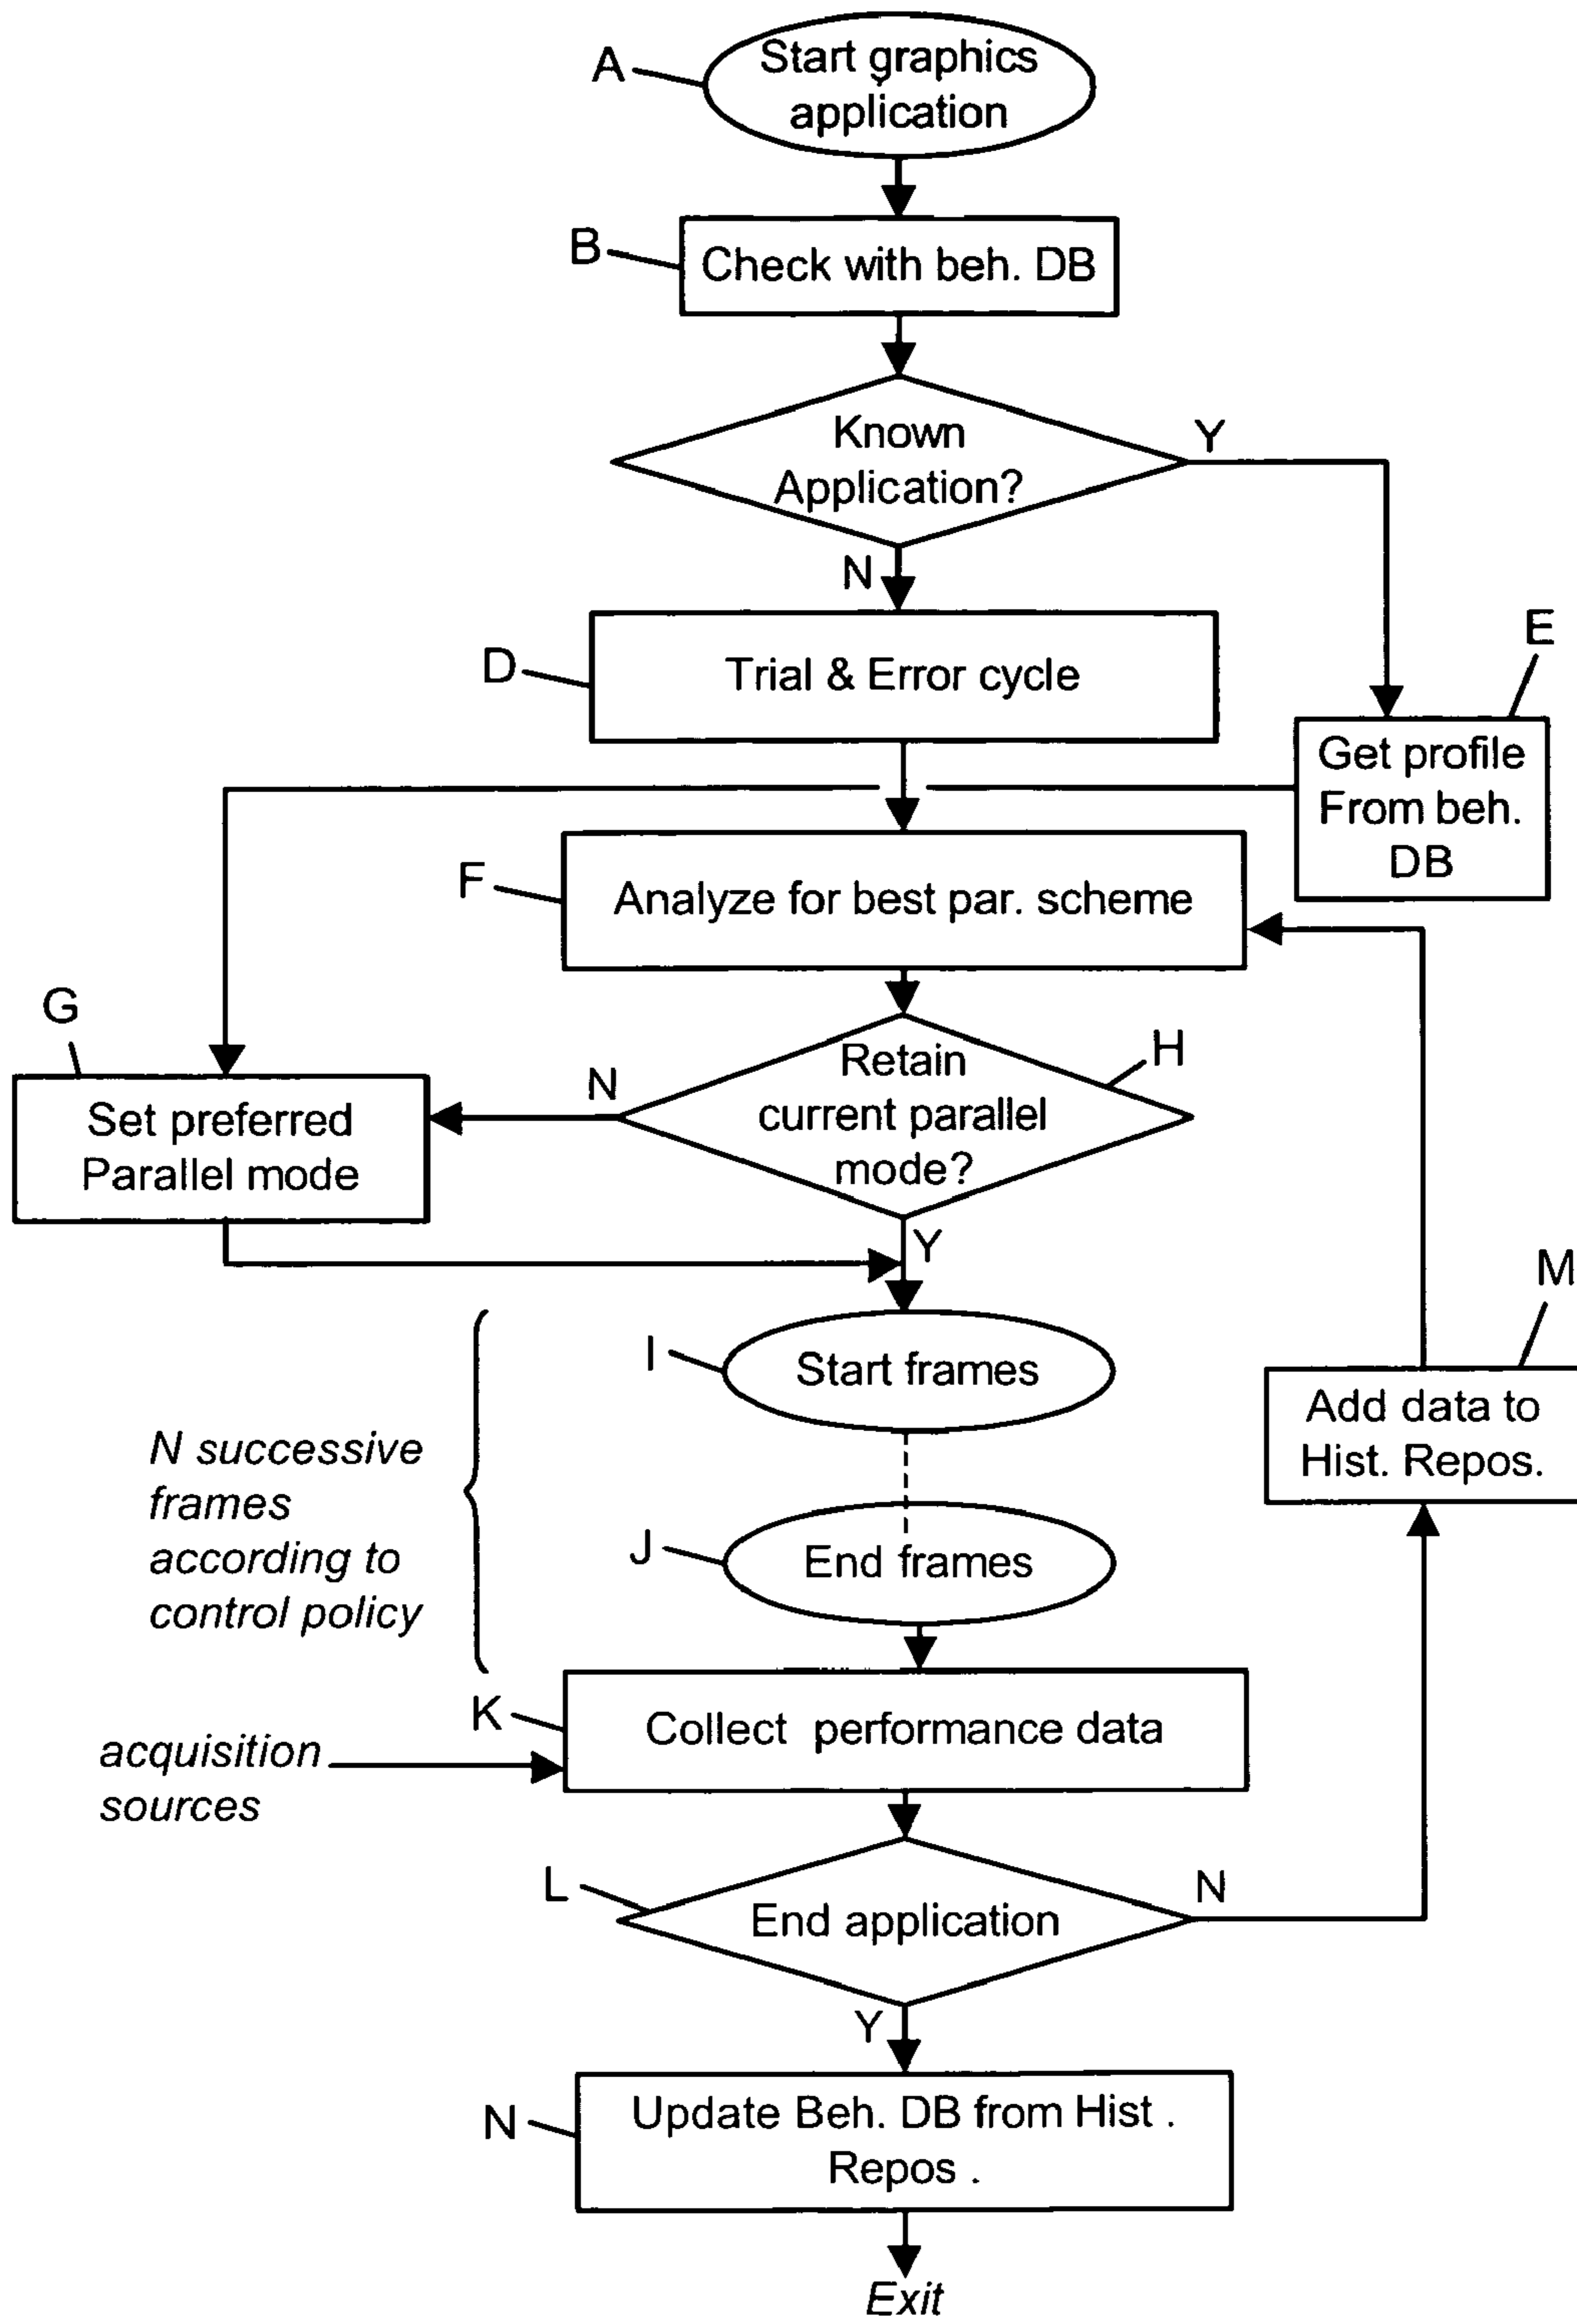 A
Start graphics
application
B
Check with beh. DB
Known
Application?
Y
N
D
Trial & Error cycle
E
Get profile
From beh.
DB
F
Analyze for best par. scheme
G
Set preferred
Parallel mode
N
Retain
current parallel
mode?
H
Y
M
Add data to
Hist. Repos.
I
Start frames
N successive
frames
according to
control policy
J
End frames
K
Collect performance data
acquisition
sources
L
End application
N
Y
N
Update Beh. DB from Hist .
Repos .
Exit